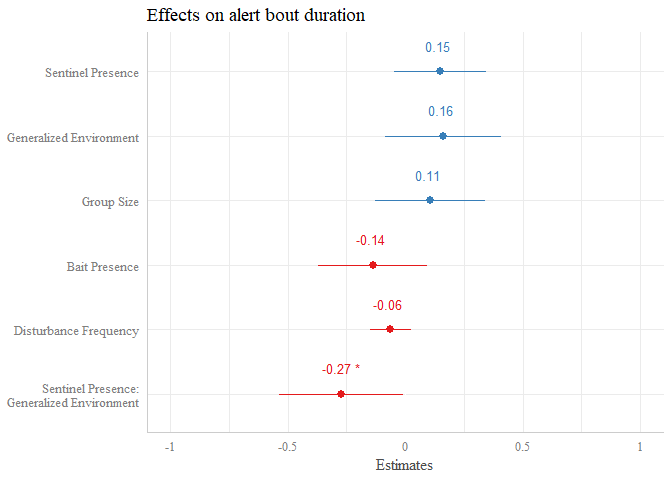 Effects on alert bout duration
Sentinel Presence
0.15
Generalized Environment
0.16
Group Size
0.11
Bait Presence
-0.14
Disturbance Frequency
-0.06
Sentinel Presence:
Generalized Environment
-0.27 *
-1
-0.5
0
0.5
1
Estimates